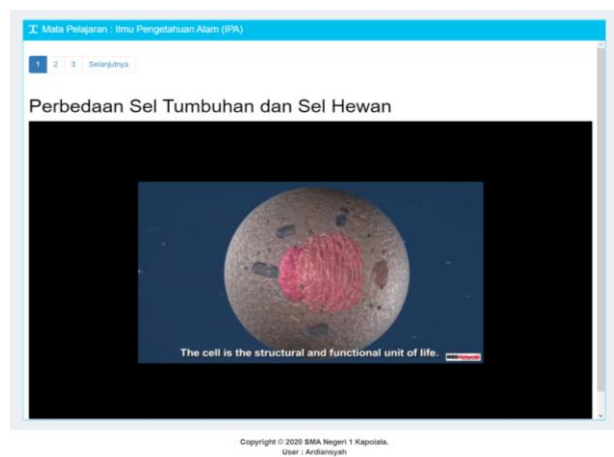 Mata Pelajaran : Ilmu Pengetahuan Alam (IPA)
1 2 3 Selanjutnya
Perbedaan Sel Tumbuhan dan Sel Hewan
The cell is the structural and functional unit of life.
Copyright © 2020 SMA Negeri 1 Kapoiala.
User : Ardiansyah